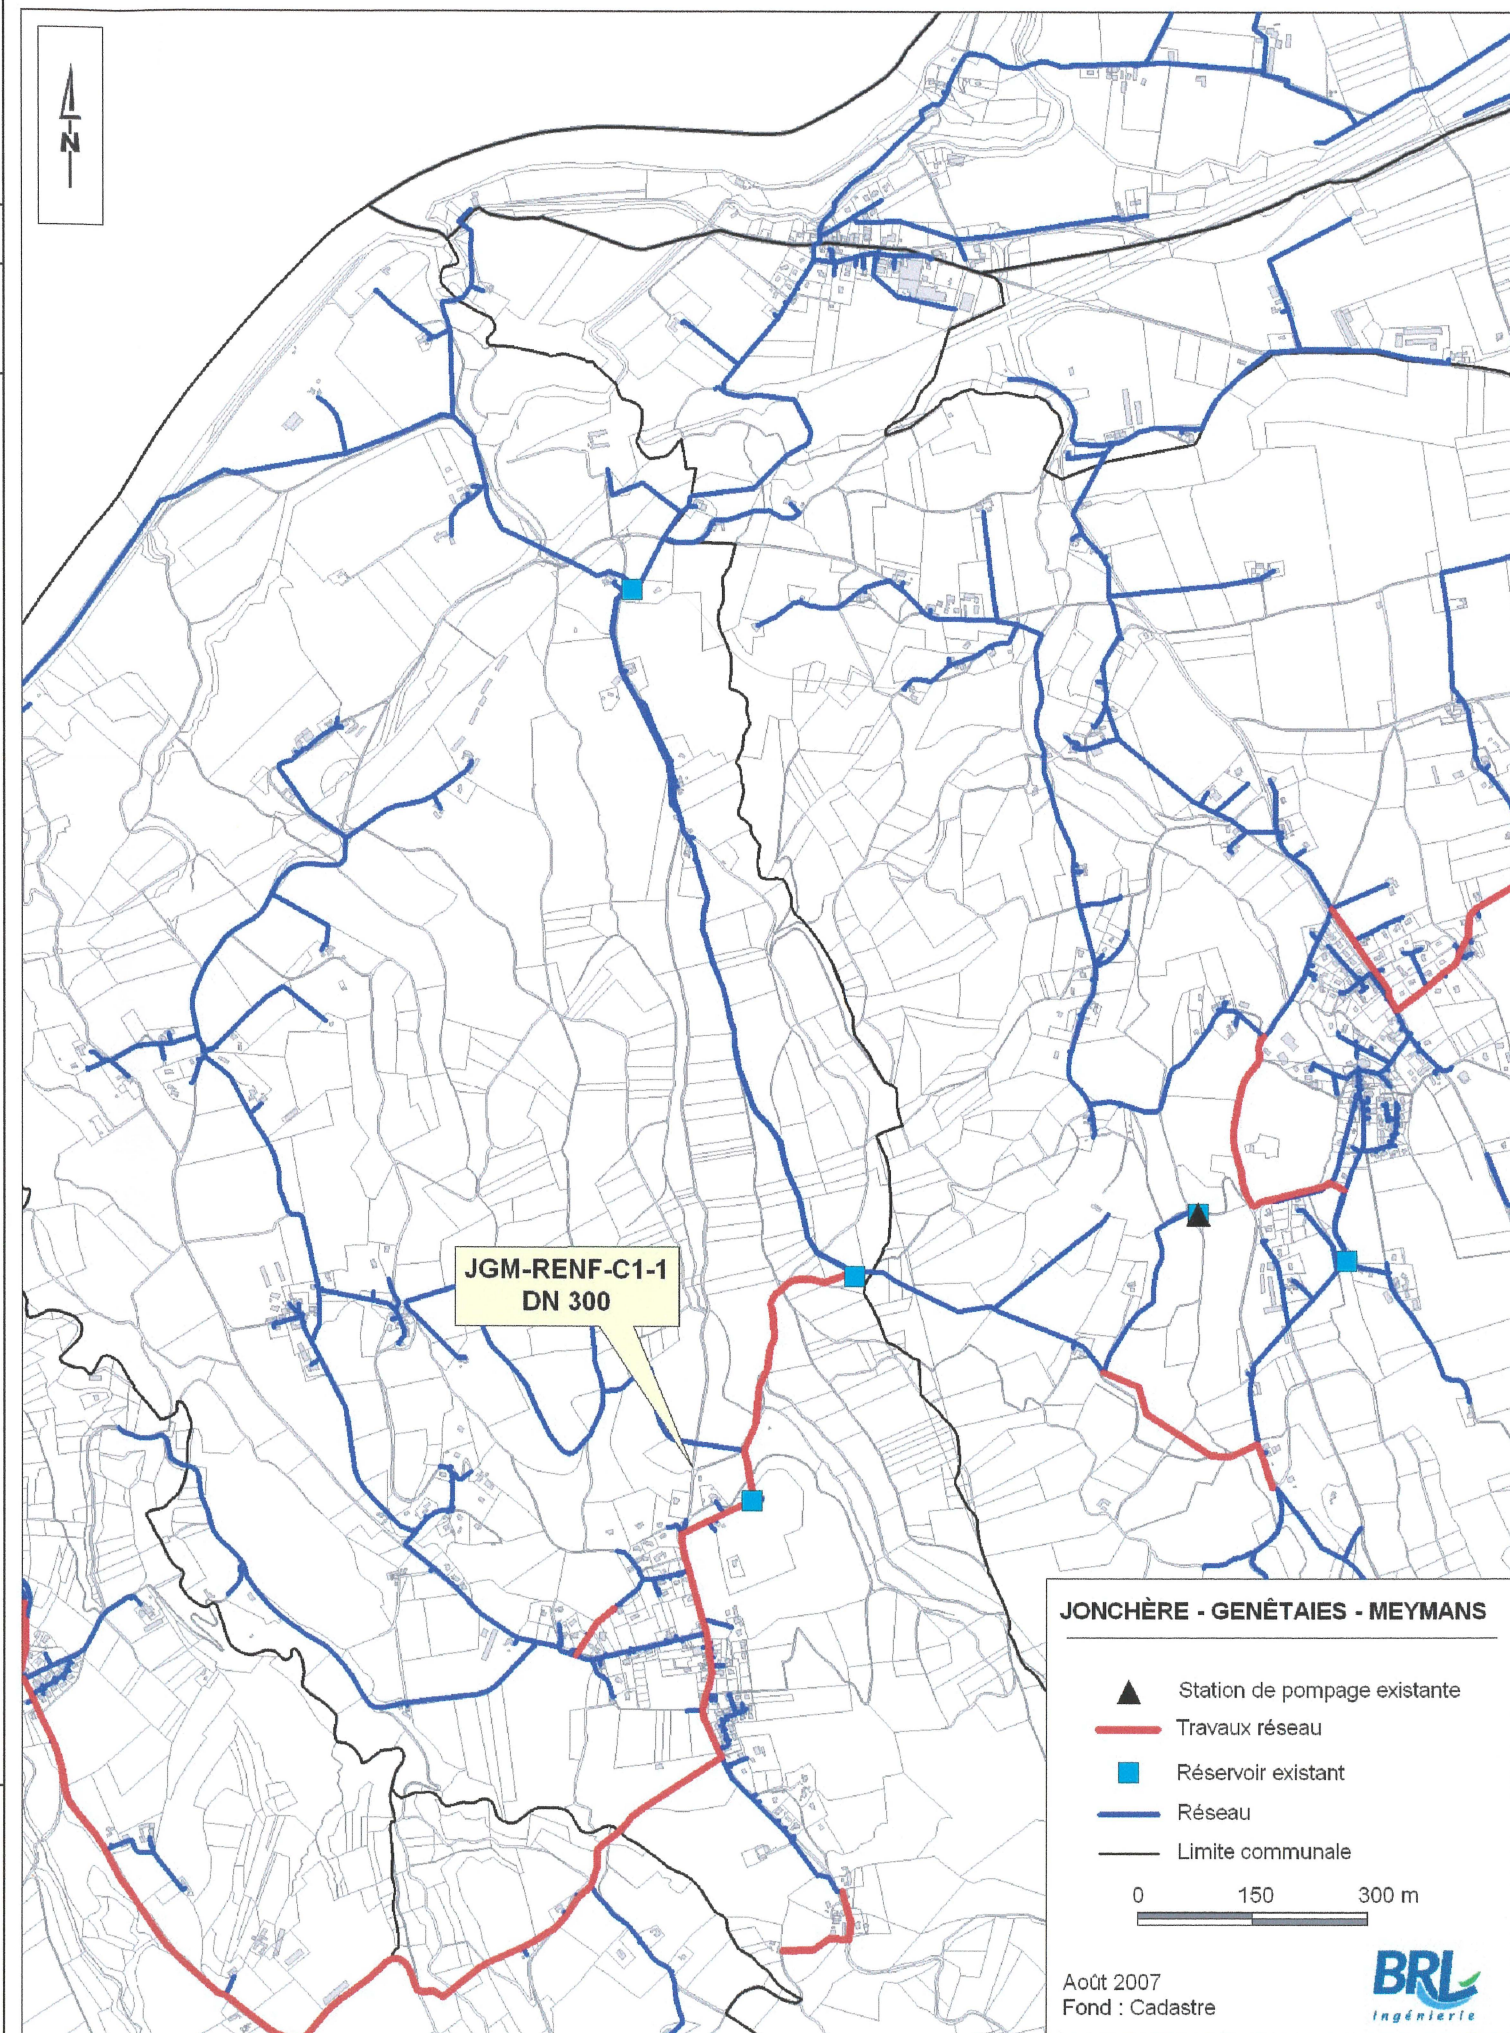 N
JGM-RENF-C1-1
DN 300
JONCHÈRE - GENÊTAIES - MEYMANS
Station de pompage existante
Travaux réseau
Réservoir existant
Réseau
Limite communale
0 150 300 m
Août 2007
Fond : Cadastre
BRL
Ingénierie